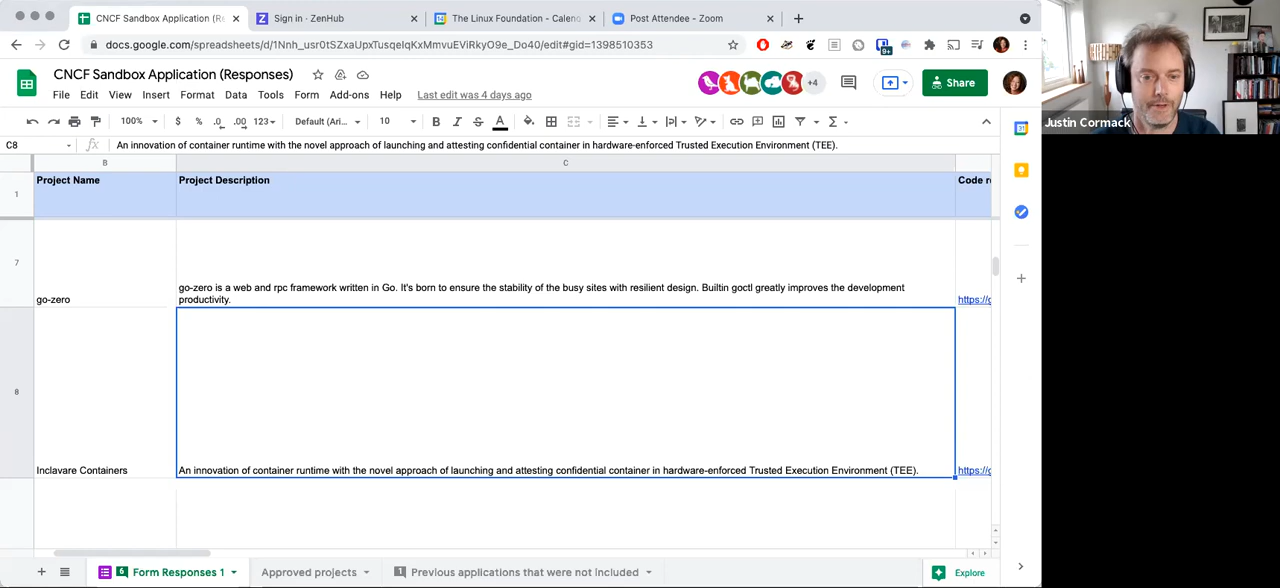 CNCF Sandbox Application (Re
Sign in · ZenHub
The Linux Foundation - Calend
Post Attendee - Zoom
docs.google.com/spreadsheets/d/1Nnh_usr0tSZxaUpxTusqeIqKxMmvuEViRkyO9e_Do40/edit#gid=1398510353
9+
CNCF Sandbox Application (Responses)
File Edit View Insert Format Data Tools Form Add-ons Help Last edit was 4 days ago
+4
Share
Justin Cormack
100% $ % .0 .00 123 Default (Ari... 10 B I S A
C8 fx An innovation of container runtime with the novel approach of launching and attesting confidential container in hardware-enforced Trusted Execution Environment (TEE).
B C
1 Project Name Project Description Code re
7 go-zero is a web and rpc framework written in Go. It's born to ensure the stability of the busy sites with resilient design. Builtin goctl greatly improves the development
go-zero productivity. https://g
8
Inclavare Containers An innovation of container runtime with the novel approach of launching and attesting confidential container in hardware-enforced Trusted Execution Environment (TEE). https://g
6 Form Responses 1 Approved projects 1 Previous applications that were not included Explore